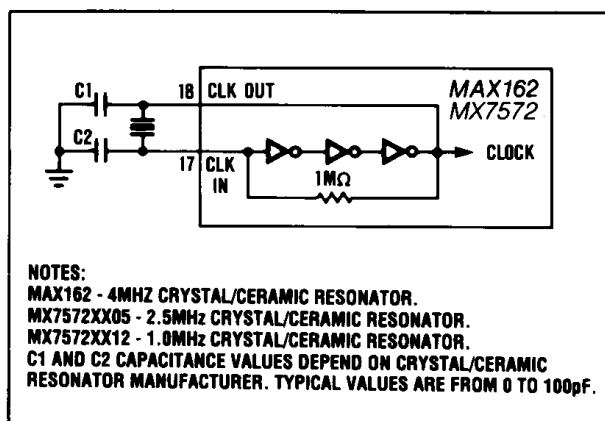 C1
18 CLK OUT
MAX162
MX7572
C2
17 CLK
IN
CLOCK
1MΩ
NOTES:
MAX162 - 4MHZ CRYSTAL/CERAMIC RESONATOR.
MX7572XX05 - 2.5MHz CRYSTAL/CERAMIC RESONATOR.
MX7572XX12 - 1.0MHz CRYSTAL/CERAMIC RESONATOR.
C1 AND C2 CAPACITANCE VALUES DEPEND ON CRYSTAL/CERAMIC
RESONATOR MANUFACTURER. TYPICAL VALUES ARE FROM 0 TO 100pF.